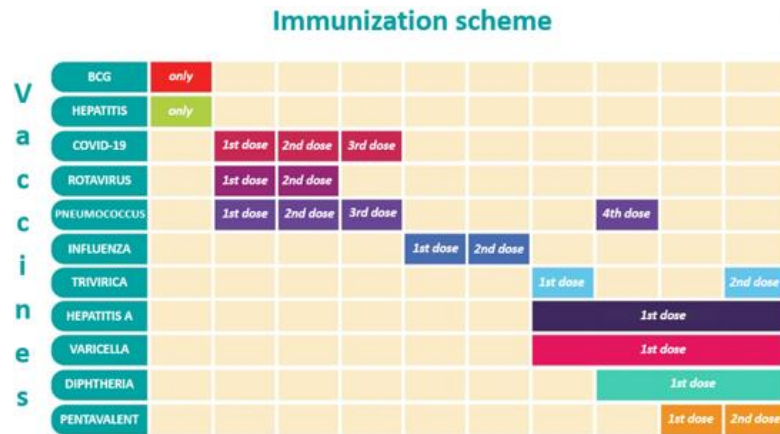 Immunization scheme
Vaccines
BCG only
HEPATITIS only
COVID-19 1st dose 2nd dose 3rd dose
ROTAVIRUS 1st dose 2nd dose
PNEUMOCOCCUS 1st dose 2nd dose 3rd dose 4th dose
INFLUENZA 1st dose 2nd dose
TRIVIRICA 1st dose 2nd dose
HEPATITIS A 1st dose
VARICELLA 1st dose
DIPHTHERIA 1st dose
PENTAVALENT 1st dose 2nd dose